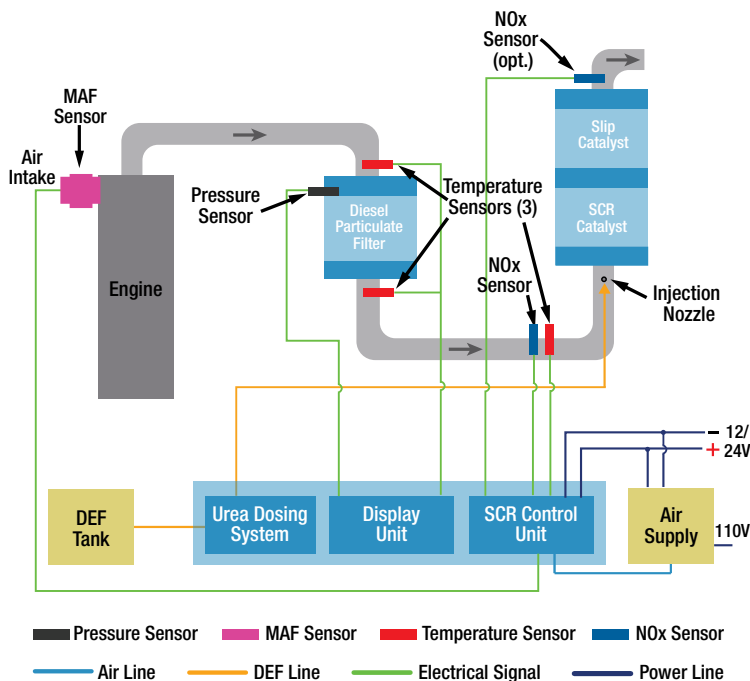 NOx
Sensor
(opt.)
MAF
Sensor
Air
Intake
Pressure
Sensor
Diesel
Particulate
Filter
Temperature
Sensors (3)
Slip
Catalyst
SCR
Catalyst
Engine
NOx
Sensor
Injection
Nozzle
- 12/
+ 24V
DEF
Tank
Urea Dosing
System
Display
Unit
SCR Control
Unit
Air
Supply
110V
Pressure Sensor
MAF Sensor
Temperature Sensor
NOx Sensor
Air Line
DEF Line
Electrical Signal
Power Line